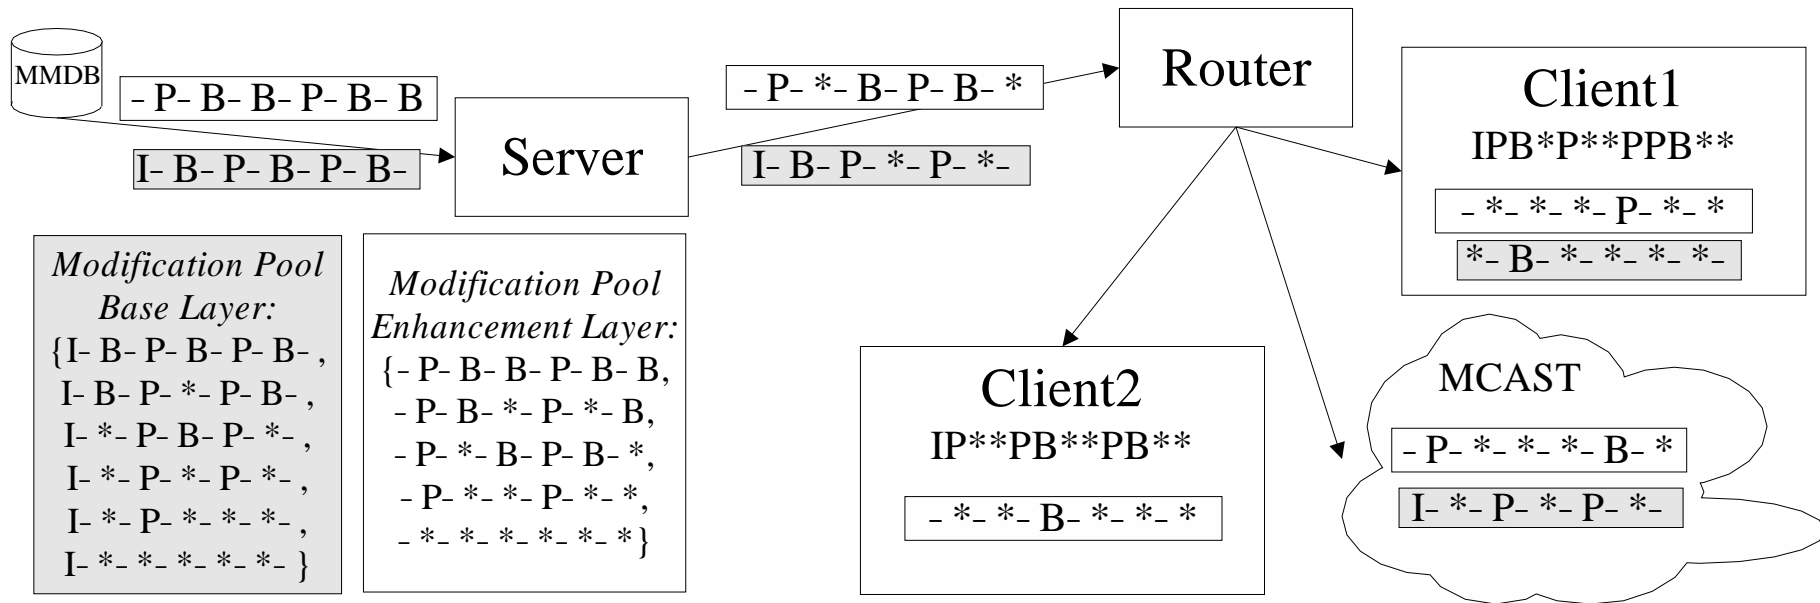 MMDB
- P- B- B- P- B- B
I- B- P- B- P- B-
Server
- P- *- B- P- B- *
I- B- P- *- P- *-
Router
Client1
IPB*P**PPB**
- *- *- *- P- *- *
*- B- *- *- *- *-
Modification Pool
Base Layer:
{I- B- P- B- P- B- ,
I- B- P- *- P- B- ,
I- *- P- B- P- *- ,
I- *- P- *- P- *- ,
I- *- P- *- *- *- ,
I- *- *- *- *- *- }
Modification Pool
Enhancement Layer:
{- P- B- B- P- B- B,
- P- B- *- P- *- B,
- P- *- B- P- B- *,
- P- *- *- P- *- *,
- *- *- *- *- *- *}
Client2
IP**PB**PB**
- *- *- B- *- *- *
MCAST
- P- *- *- *- B- *
I- *- P- *- P- *-